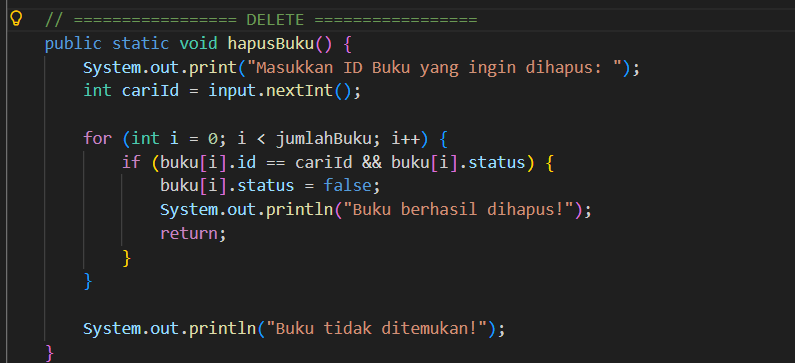 // ================= DELETE =================
public static void hapusBuku() {
    System.out.print("Masukkan ID Buku yang ingin dihapus: ");
    int cariId = input.nextInt();

    for (int i = 0; i < jumlahBuku; i++) {
        if (buku[i].id == cariId && buku[i].status) {
            buku[i].status = false;
            System.out.println("Buku berhasil dihapus!");
            return;
        }
    }

    System.out.println("Buku tidak ditemukan!");
}